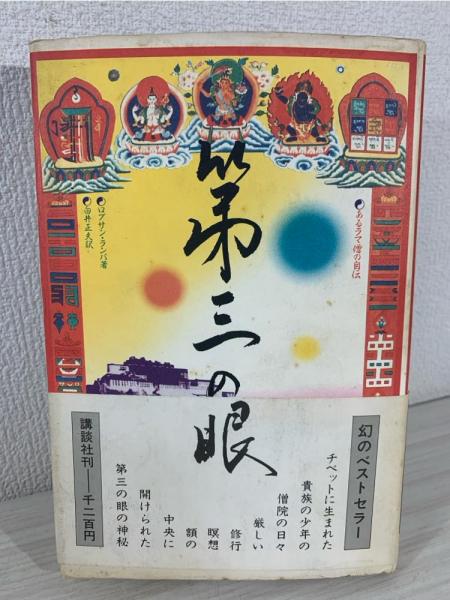 第三の眼
あるラマ僧の自伝
ロブサン・ランパ著
白井正夫訳
幻のベストセラー
チベットに生まれた
貴族の少年の
僧院の日々
厳しい
修行
瞑想
額の
中央に
開けられた
第三の眼の神秘
講談社刊──千二百円